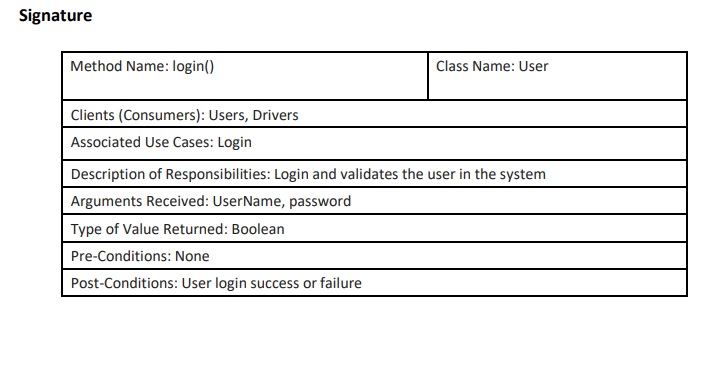 Signature
Method Name: login()
Class Name: User
Clients (Consumers): Users, Drivers
Associated Use Cases: Login
Description of Responsibilities: Login and validates the user in the system
Arguments Received: UserName, password
Type of Value Returned: Boolean
Pre-Conditions: None
Post-Conditions: User login success or failure